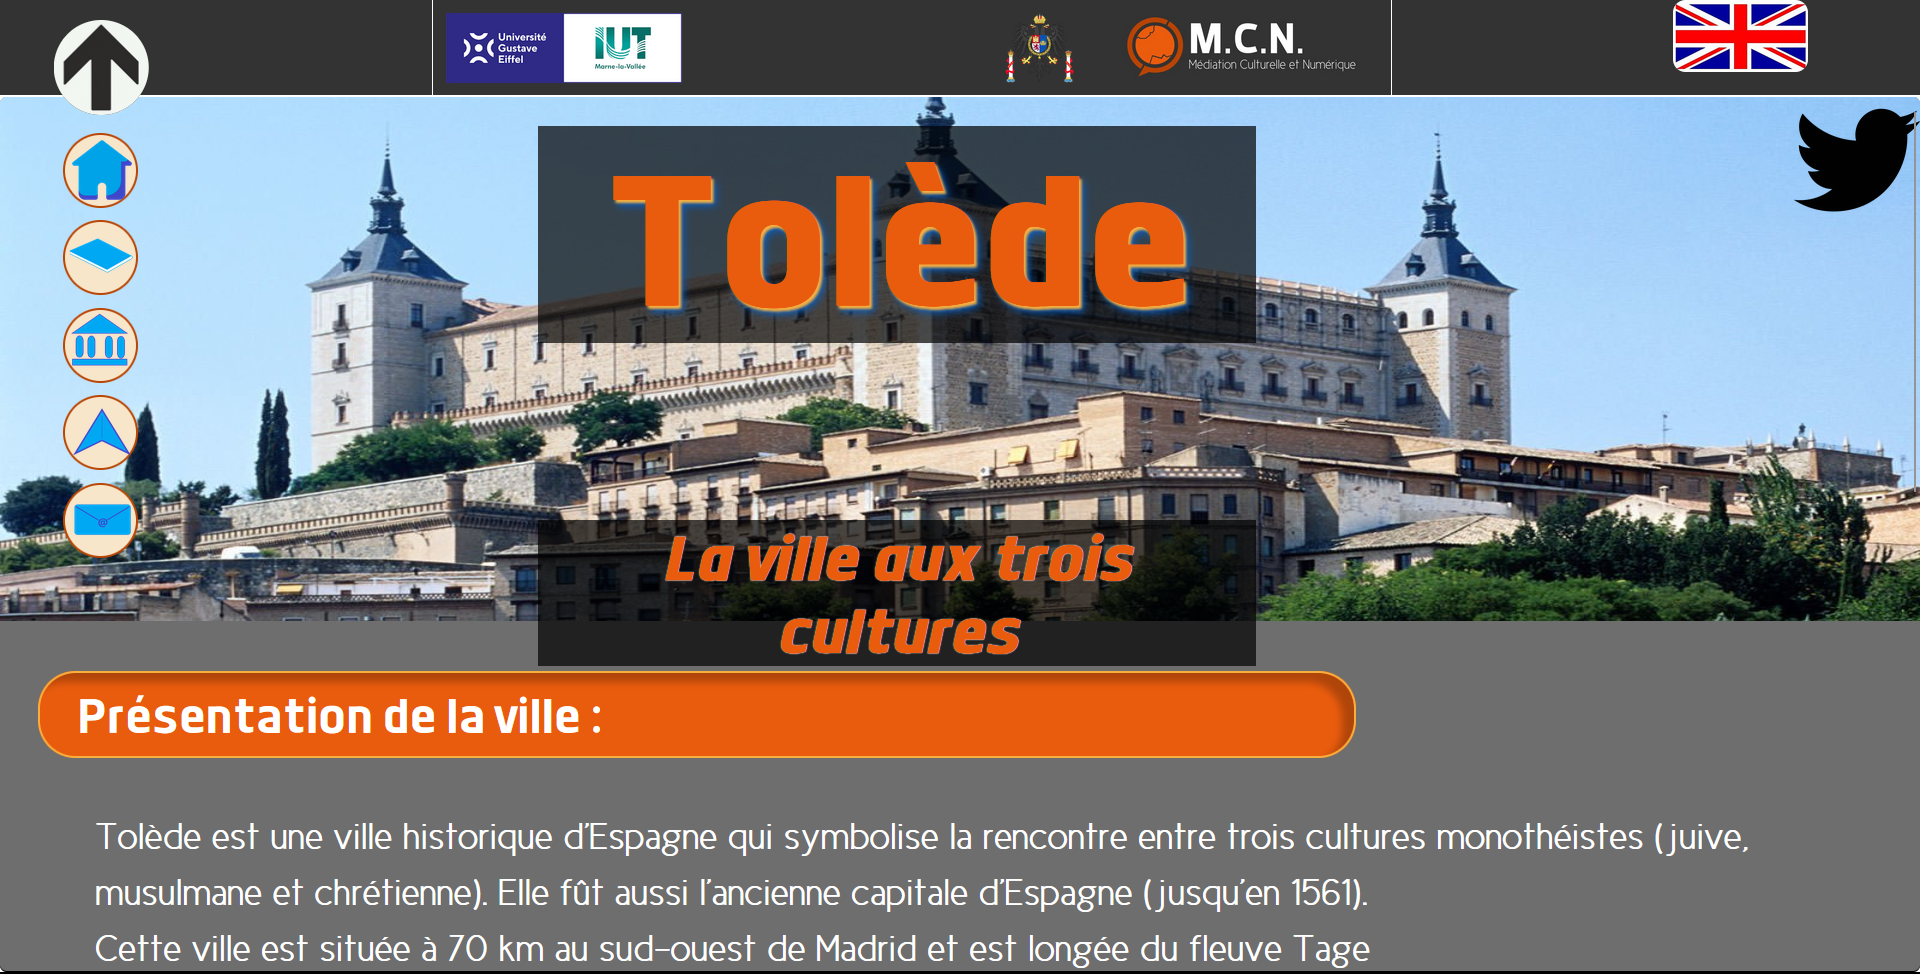 Université
Gustave
Eiffel
IUT
Marne-la-Vallée
M.C.N.
Médiation Culturelle et Numérique
Tolède
La ville aux trois
cultures
Présentation de la ville :
Tolède est une ville historique d'Espagne qui symbolise la rencontre entre trois cultures monothéistes (juive,
musulmane et chrétienne). Elle fût aussi l'ancienne capitale d'Espagne (jusqu'en 1561).
Cette ville est située à 70 km au sud-ouest de Madrid et est longée du fleuve Tage